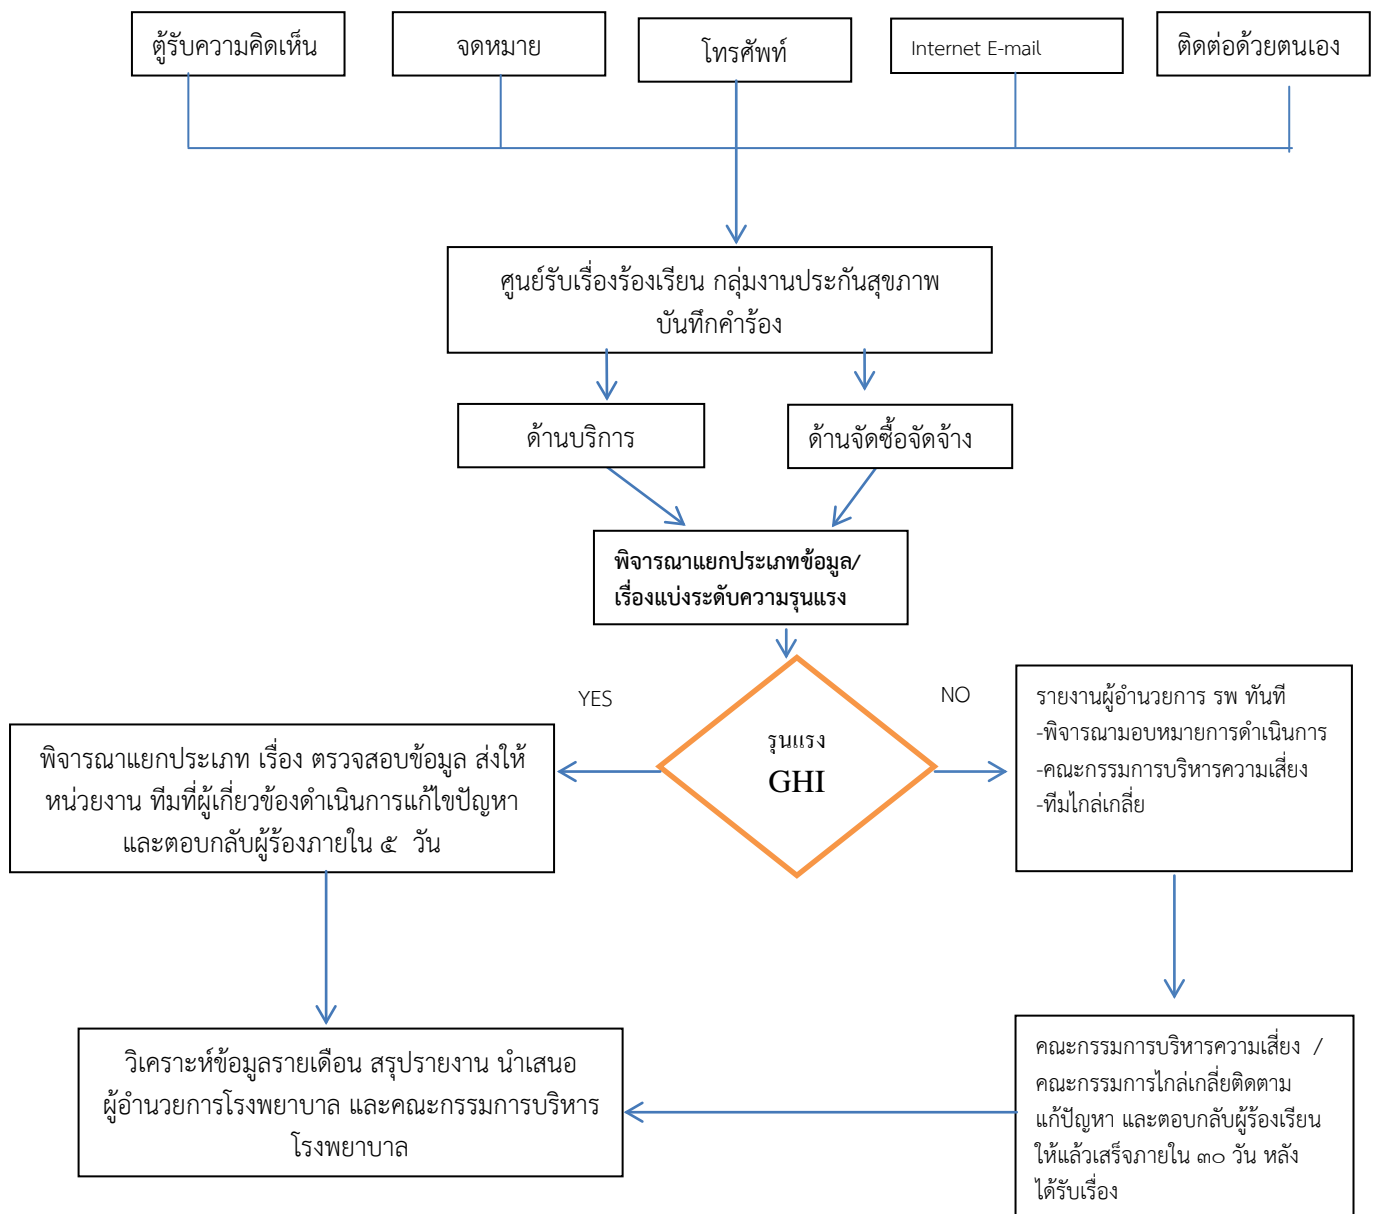 ตู้รับความคิดเห็น
จดหมาย
โทรศัพท์
Internet E-mail
ติดต่อด้วยตนเอง
ศูนย์รับเรื่องร้องเรียน กลุ่มงานประกันสุขภาพ
บันทึกคำร้อง
ด้านบริการ
ด้านจัดซื้อจัดจ้าง
พิจารณาแยกประเภทข้อมูล/
เรื่องแบ่งระดับความรุนแรง
YES
NO
รุนแรง
GHI
พิจารณาแยกประเภท เรื่อง ตรวจสอบข้อมูล ส่งให้
หน่วยงาน ทีมที่ผู้เกี่ยวข้องดำเนินการแก้ไขปัญหา
และตอบกลับผู้ร้องภายใน ๕ วัน
รายงานผู้อำนวยการ รพ ทันที
-พิจารณามอบหมายการดำเนินการ
-คณะกรรมการบริหารความเสี่ยง
-ทีมไกล่เกลี่ย
วิเคราะห์ข้อมูลรายเดือน สรุปรายงาน นำเสนอ
ผู้อำนวยการโรงพยาบาล และคณะกรรมการบริหาร
โรงพยาบาล
คณะกรรมการบริหารความเสี่ยง /
คณะกรรมการไกล่เกลี่ยติดตาม
แก้ปัญหา และตอบกลับผู้ร้องเรียน
ให้แล้วเสร็จภายใน ๓๐ วัน หลัง
ได้รับเรื่อง